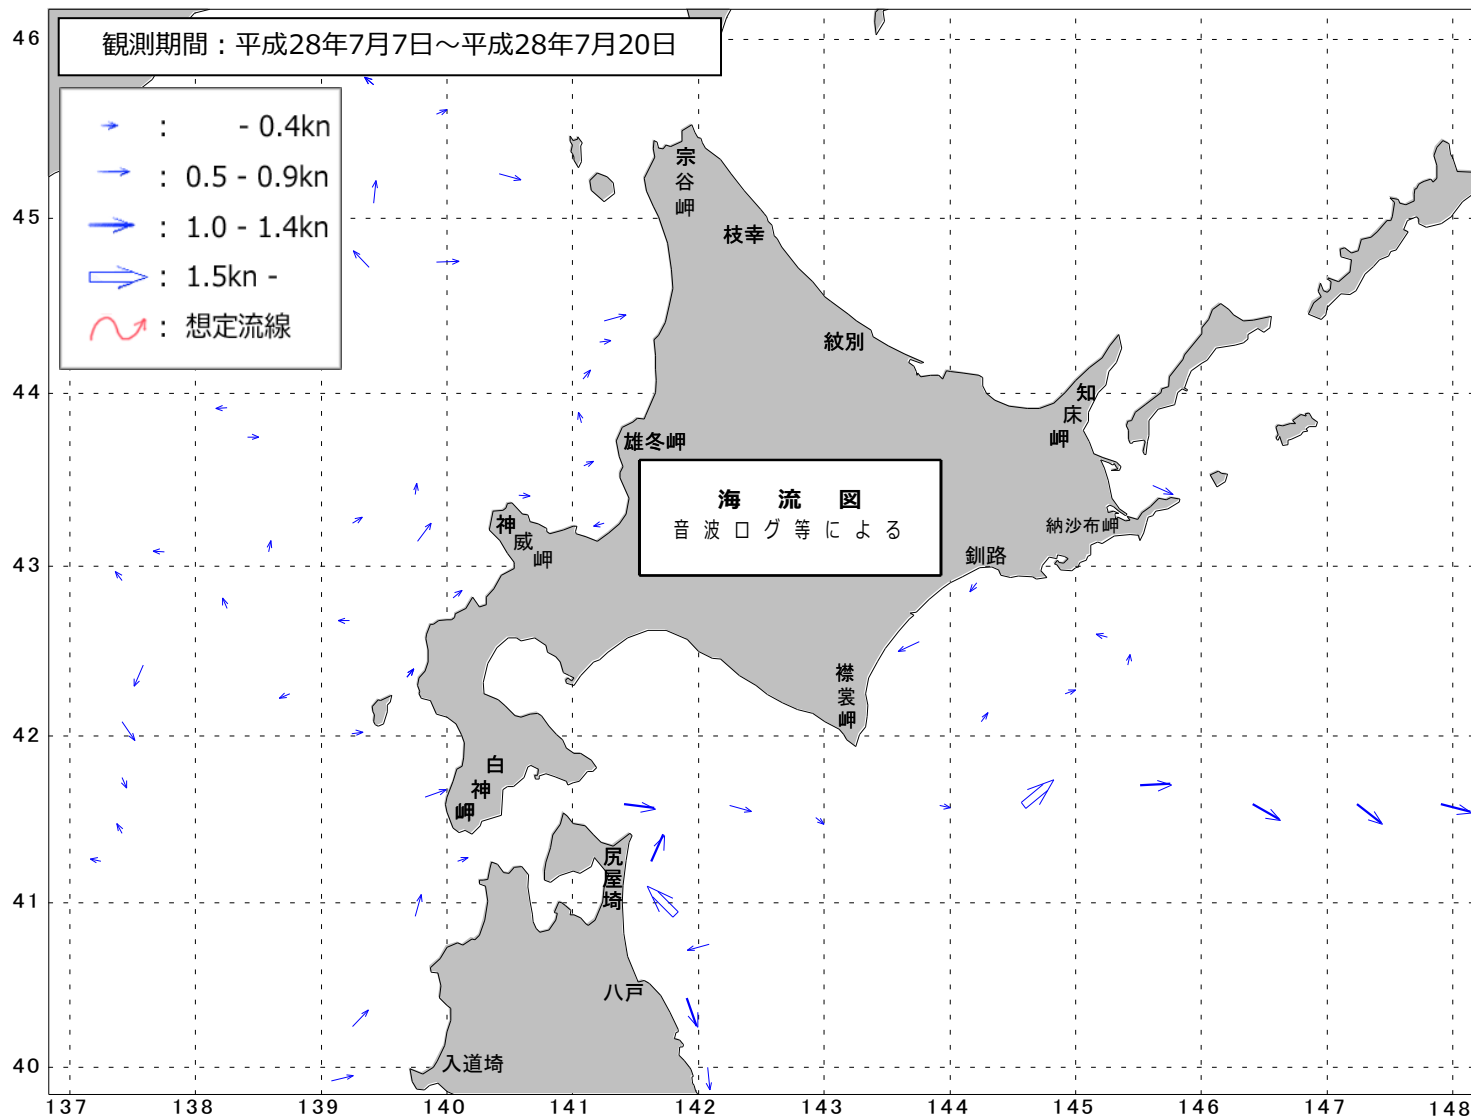 観測期間：平成28年7月7日～平成28年7月20日
： - 0.4kn
： 0.5 - 0.9kn
： 1.0 - 1.4kn
： 1.5kn -
： 想定流線
46
45
44
43
42
41
40
宗谷岬
枝幸
紋別
知床岬
雄冬岬
海 流 図
音 波 ロ グ 等 に よ る
納沙布岬
神威岬
釧路
襟裳岬
白神岬
尻屋埼
八戸
入道埼
137 138 139 140 141 142 143 144 145 146 147 148